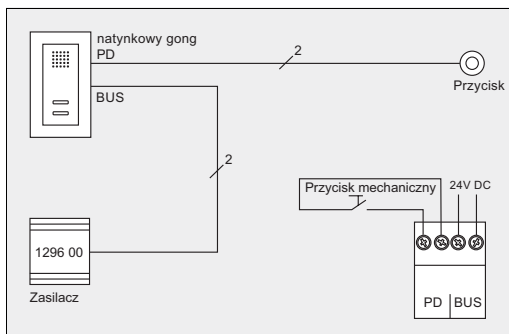 natynkowy gong
PD
2
Przycisk
BUS
2
Przycisk mechaniczny
24V DC
1296 00
Zasilacz
PD
BUS